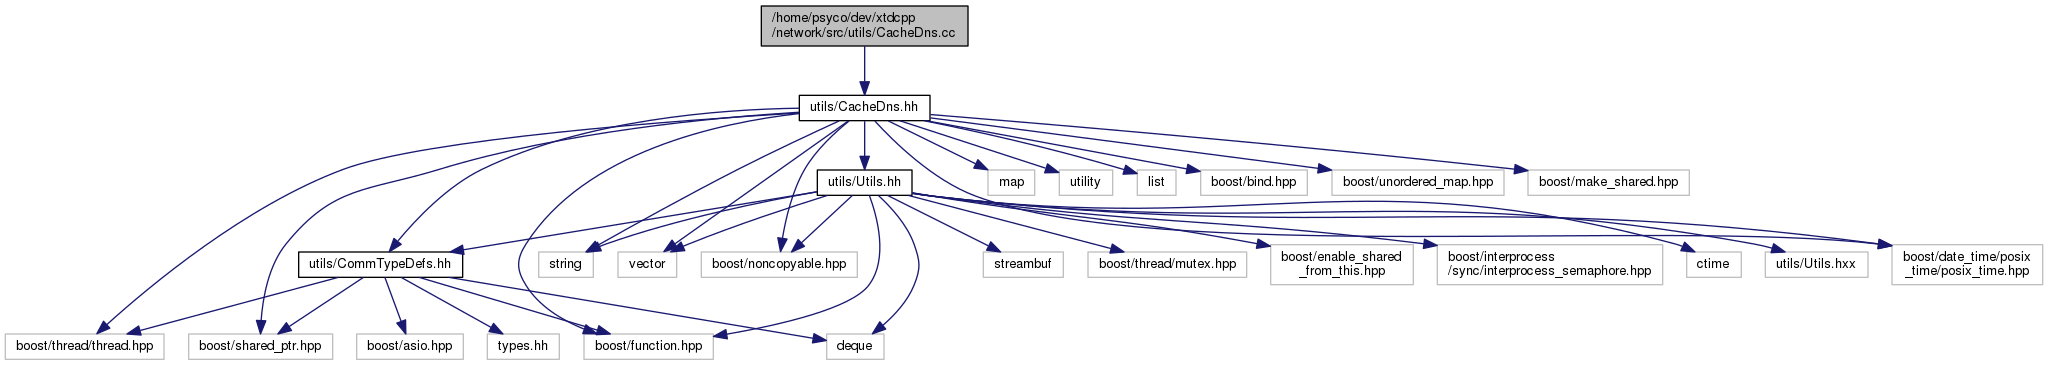 /home/psyco/dev/xtdcpp
/network/src/utils/CacheDns.cc
utils/CacheDns.hh
utils/Utils.hh
map
utility
list
boost/bind.hpp
boost/unordered_map.hpp
boost/make_shared.hpp
utils/CommTypeDefs.hh
string
vector
boost/noncopyable.hpp
streambuf
boost/thread/mutex.hpp
boost/enable_shared
_from_this.hpp
boost/interprocess
/sync/interprocess_semaphore.hpp
ctime
utils/Utils.hxx
boost/date_time/posix
_time/posix_time.hpp
boost/thread/thread.hpp
boost/shared_ptr.hpp
boost/asio.hpp
types.hh
boost/function.hpp
deque